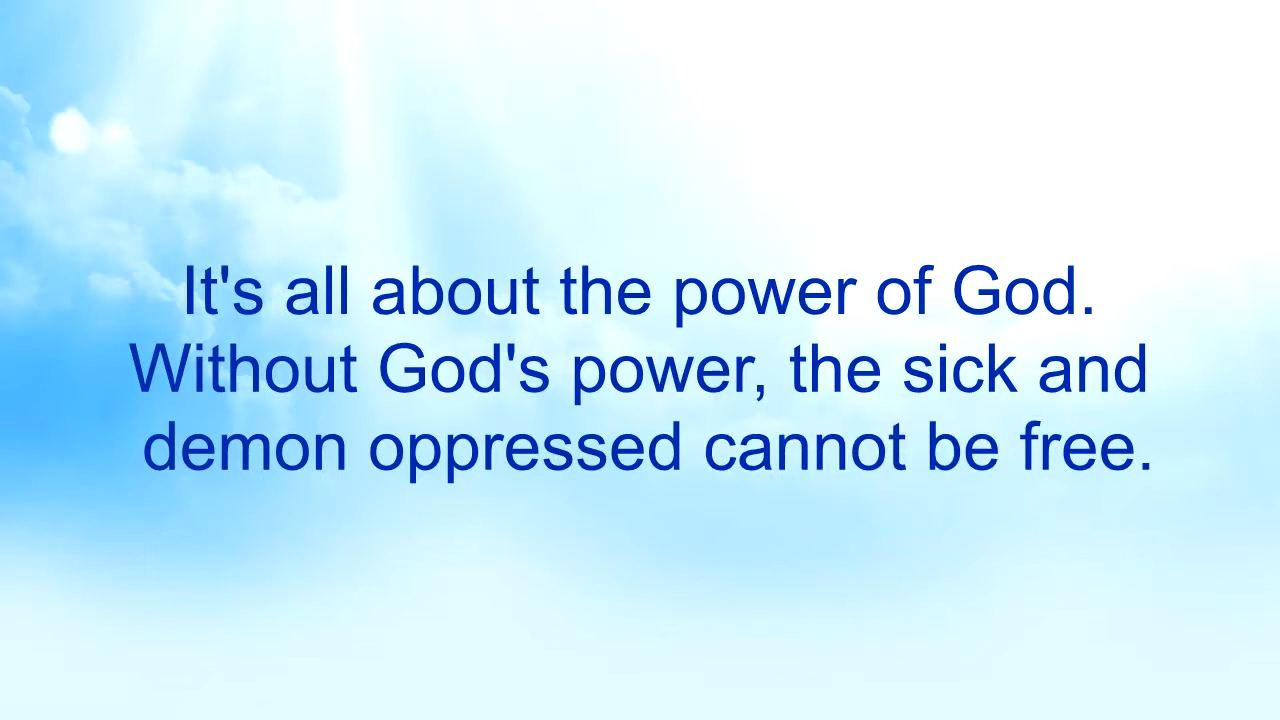 It's all about the power of God.
Without God's power, the sick and
demon oppressed cannot be free.